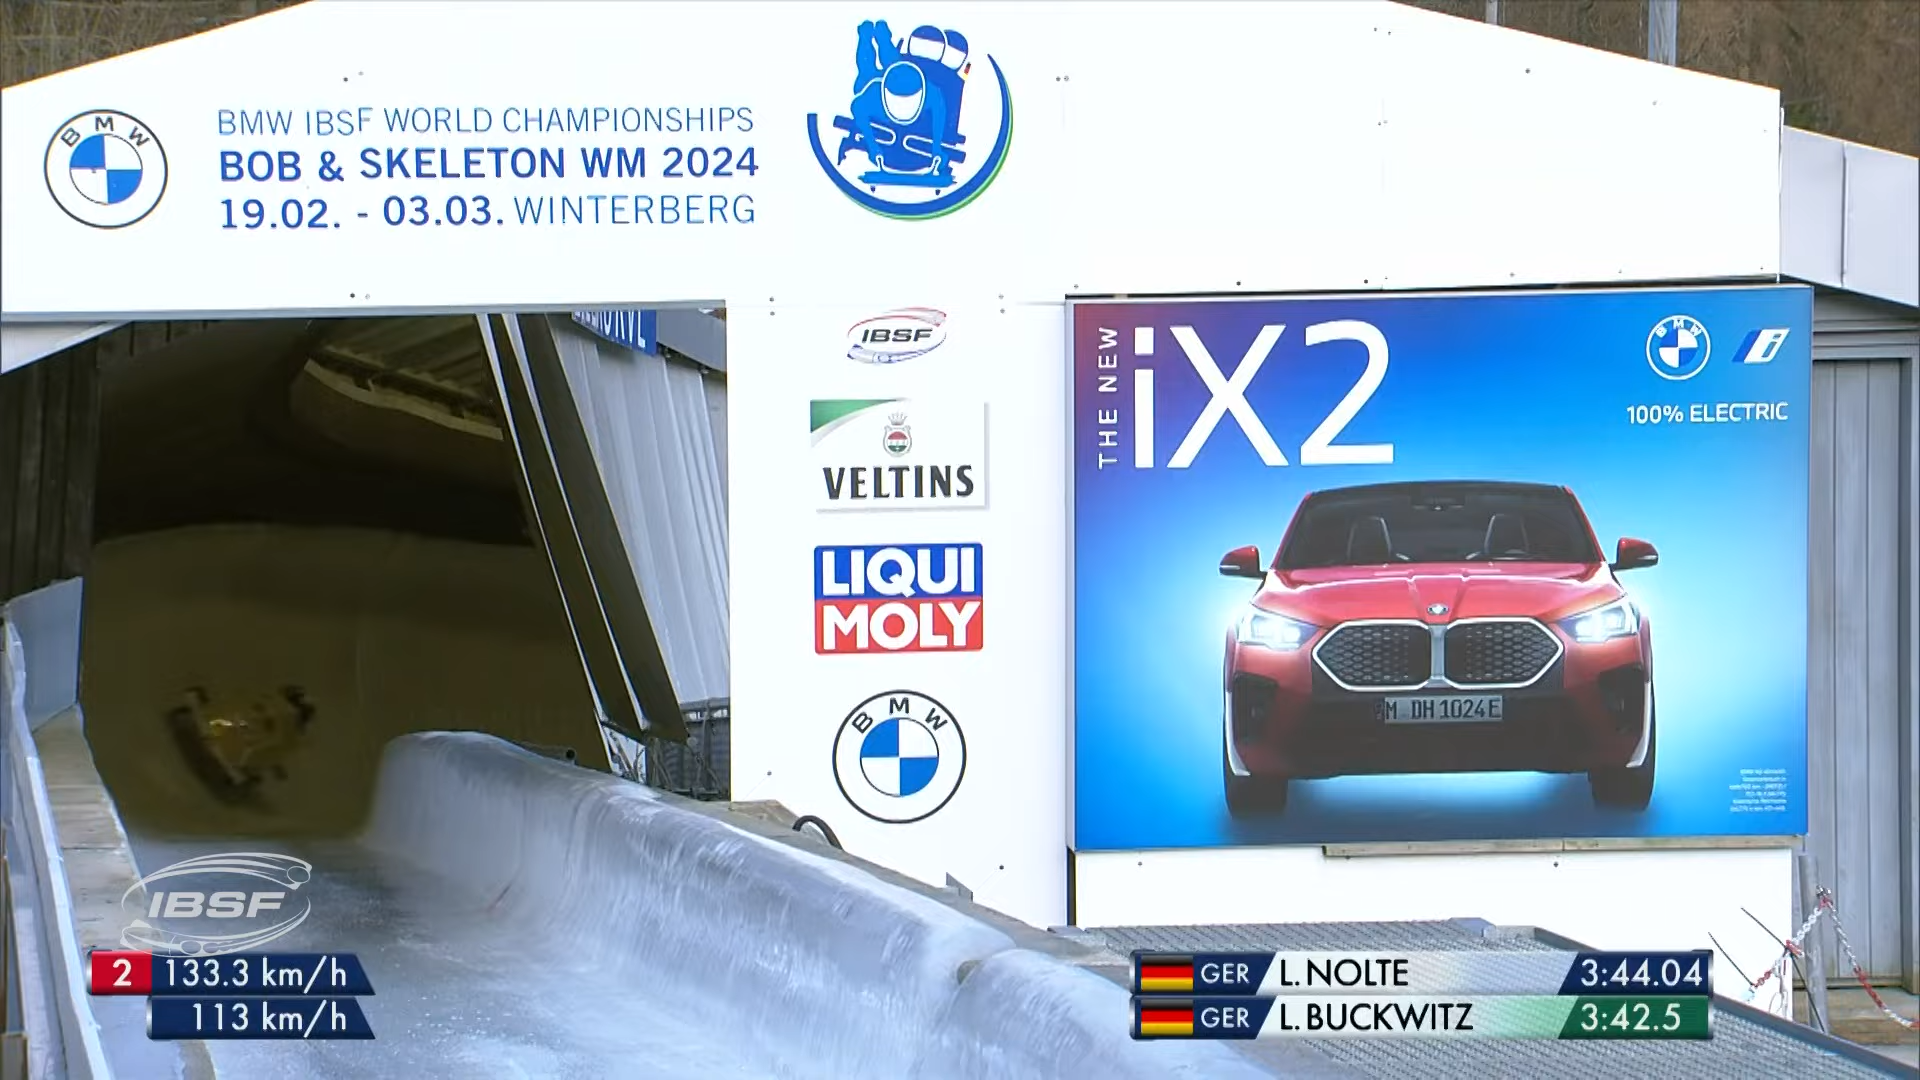 BMW
BMW IBSF WORLD CHAMPIONSHIPS
BOB & SKELETON WM 2024
19.02. - 03.03. WINTERBERG
IBSF
VELTINS
LIQUI
MOLY
BMW
THE NEW
iX2
BMW
i
100% ELECTRIC
M DH 1024E
IBSF
2 133.3 km/h
113 km/h
GER L. NOLTE 3:44.04
GER L. BUCKWITZ 3:42.5